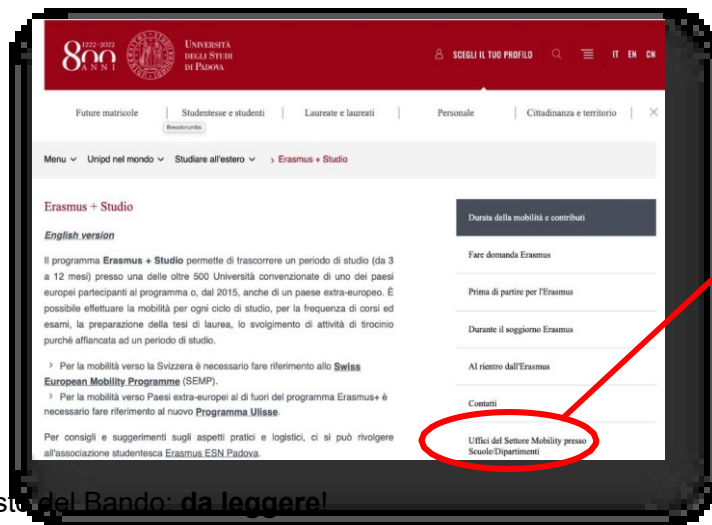 1222-2022
800
ANNI
UNIVERSITÀ
DEGLI STUDI
DI PADOVA
SCEGLI IL TUO PROFILO IT EN CN
Future matricole | Studentesse e studenti | Laureate e laureati | Personale | Cittadinanza e territorio | ×
Breadcrumbs
Menu Unipd nel mondo Studiare all'estero > Erasmus + Studio
Erasmus + Studio
English version
Il programma Erasmus + Studio permette di trascorrere un periodo di studio (da 3
a 12 mesi) presso una delle oltre 500 Università convenzionate di uno dei paesi
europei partecipanti al programma o, dal 2015, anche di un paese extra-europeo. È
possibile effettuare la mobilità per ogni ciclo di studio, per la frequenza di corsi ed
esami, la preparazione della tesi di laurea, lo svolgimento di attività di tirocinio
purché affiancata ad un periodo di studio.
> Per la mobilità verso la Svizzera è necessario fare riferimento allo Swiss
European Mobility Programme (SEMP).
> Per la mobilità verso Paesi extra-europei al di fuori del programma Erasmus+ è
necessario fare riferimento al nuovo Programma Ulisse.
Per consigli e suggerimenti sugli aspetti pratici e logistici, ci si può rivolgere
all'associazione studentesca Erasmus ESN Padova.
Durata della mobilità e contributi
Fare domanda Erasmus
Prima di partire per l'Erasmus
Durante il soggiorno Erasmus
Al rientro dall'Erasmus
Contatti
Uffici del Settore Mobility presso
Scuole/Dipartimenti
del Bando: da leggere!